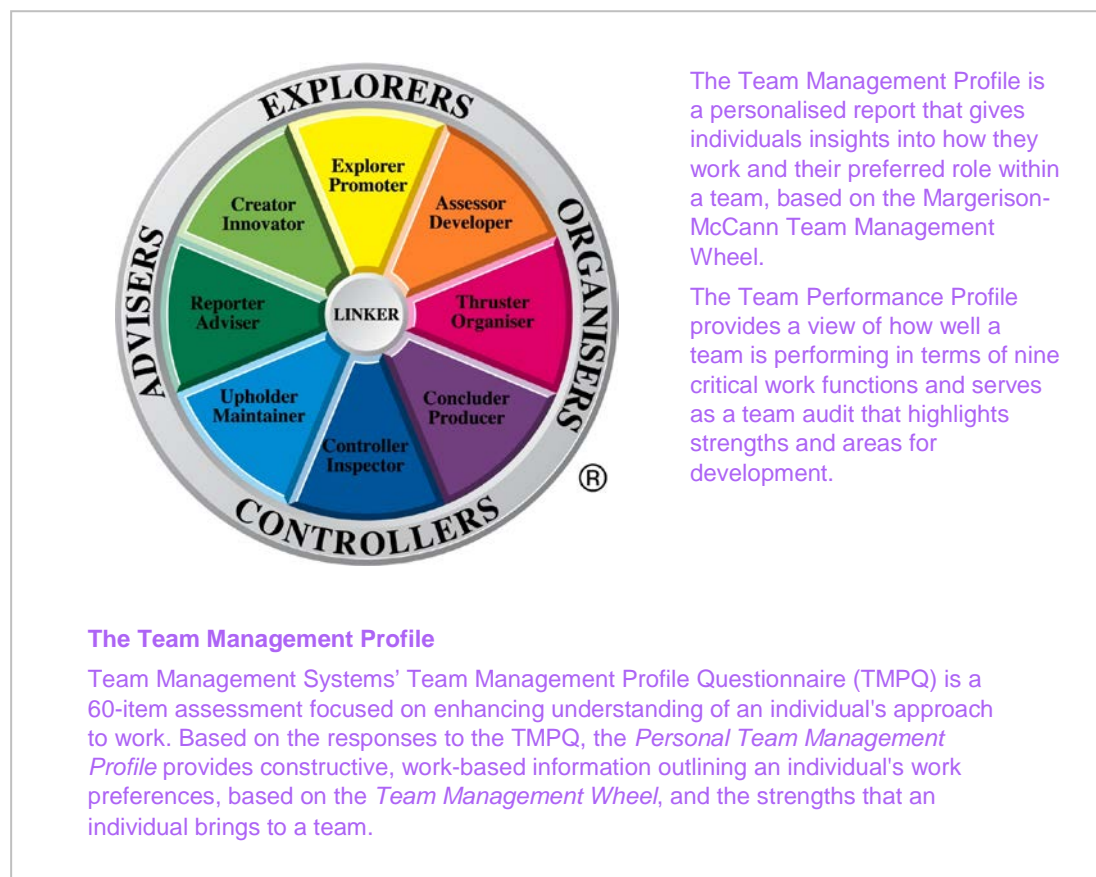 EXPLORERS
ORGANISERS
CONTROLLERS
ADVISERS
Explorer
Promoter
Assessor
Developer
Thruster
Organiser
Concluder
Producer
Controller
Inspector
Upholder
Maintainer
Reporter
Adviser
Creator
Innovator
LINKER
®
The Team Management Profile is
a personalised report that gives
individuals insights into how they
work and their preferred role within
a team, based on the Margerison-
McCann Team Management
Wheel.
The Team Performance Profile
provides a view of how well a
team is performing in terms of nine
critical work functions and serves
as a team audit that highlights
strengths and areas for
development.
The Team Management Profile
Team Management Systems’ Team Management Profile Questionnaire (TMPQ) is a
60-item assessment focused on enhancing understanding of an individual's approach
to work. Based on the responses to the TMPQ, the Personal Team Management
Profile provides constructive, work-based information outlining an individual's work
preferences, based on the Team Management Wheel, and the strengths that an
individual brings to a team.